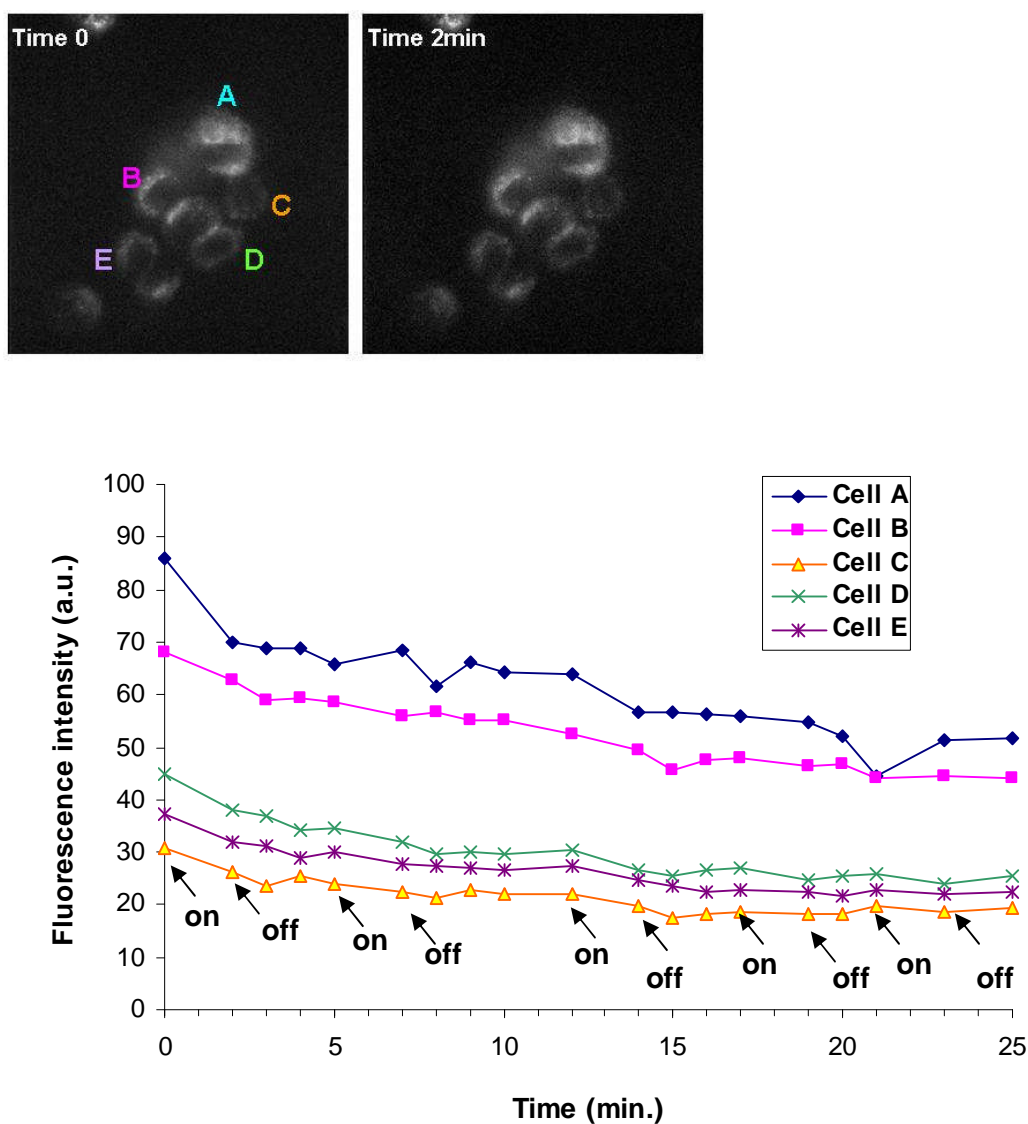 Time 0
Time 2min
A
B
C
E
D
100
90
80
70
60
50
40
30
20
10
0
Fluorescence intensity (a.u.)
Cell A
Cell B
Cell C
Cell D
Cell E
on
off
on
off
on
off
on
off
on
off
0 5 10 15 20 25
Time (min.)